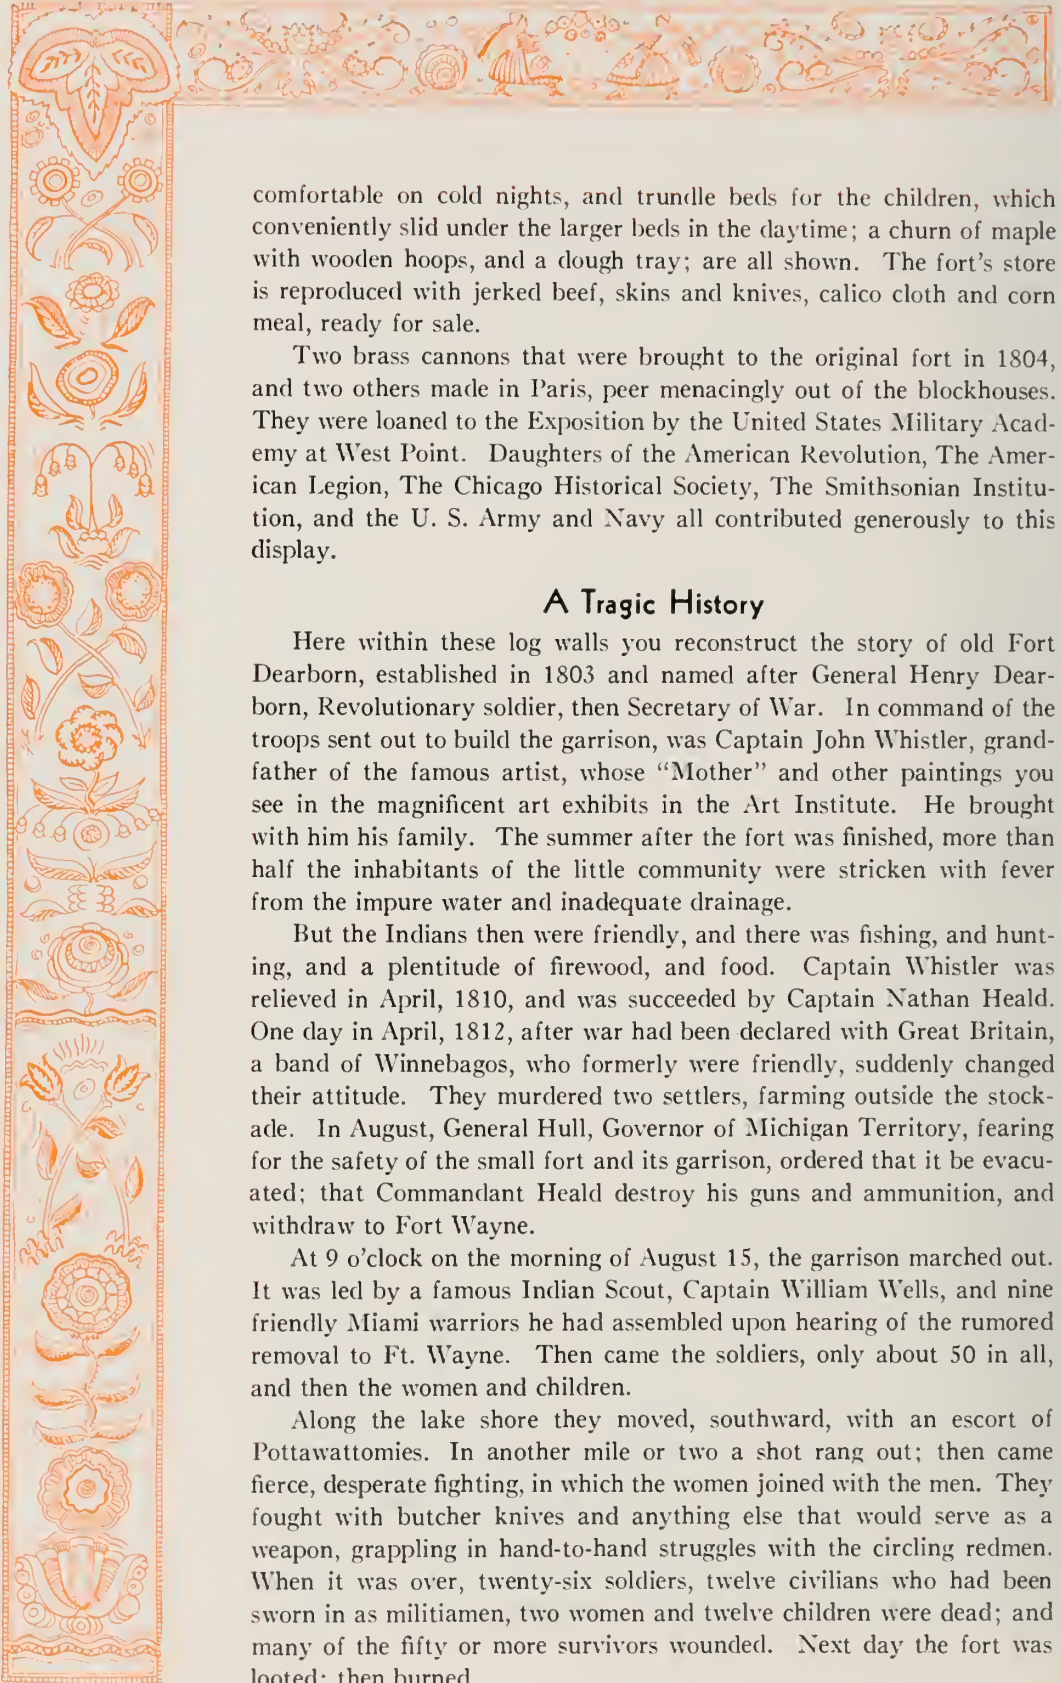 comfortable on cold nights, and trundle beds for the children, which
conveniently slid under the larger beds in the daytime; a churn of maple
with wooden hoops, and a dough tray; are all shown. The fort's store
is reproduced with jerked beef, skins and knives, calico cloth and corn
meal, ready for sale.
Two brass cannons that were brought to the original fort in 1804,
and two others made in Paris, peer menacingly out of the blockhouses.
They were loaned to the Exposition by the United States Military Acad-
emy at West Point. Daughters of the American Revolution, The Amer-
ican Legion, The Chicago Historical Society, The Smithsonian Institu-
tion, and the U. S. Army and Navy all contributed generously to this
display.
A Tragic History
Here within these log walls you reconstruct the story of old Fort
Dearborn, established in 1803 and named after General Henry Dear-
born, Revolutionary soldier, then Secretary of War. In command of the
troops sent out to build the garrison, was Captain John Whistler, grand-
father of the famous artist, whose “Mother” and other paintings you
see in the magnificent art exhibits in the Art Institute. He brought
with him his family. The summer after the fort was finished, more than
half the inhabitants of the little community were stricken with fever
from the impure water and inadequate drainage.
But the Indians then were friendly, and there was fishing, and hunt-
ing, and a plentitude of firewood, and food. Captain Whistler was
relieved in April, 1810, and was succeeded by Captain Nathan Heald.
One day in April, 1812, after war had been declared with Great Britain,
a band of Winnebagos, who formerly were friendly, suddenly changed
their attitude. They murdered two settlers, farming outside the stock-
ade. In August, General Hull, Governor of Michigan Territory, fearing
for the safety of the small fort and its garrison, ordered that it be evacu-
ated; that Commandant Heald destroy his guns and ammunition, and
withdraw to Fort Wayne.
At 9 o'clock on the morning of August 15, the garrison marched out.
It was led by a famous Indian Scout, Captain William Wells, and nine
friendly Miami warriors he had assembled upon hearing of the rumored
removal to Ft. Wayne. Then came the soldiers, only about 50 in all,
and then the women and children.
Along the lake shore they moved, southward, with an escort of
Pottawattomies. In another mile or two a shot rang out; then came
fierce, desperate fighting, in which the women joined with the men. They
fought with butcher knives and anything else that would serve as a
weapon, grappling in hand-to-hand struggles with the circling redmen.
When it was over, twenty-six soldiers, twelve civilians who had been
sworn in as militiamen, two women and twelve children were dead; and
many of the fifty or more survivors wounded. Next day the fort was
looted; then burned